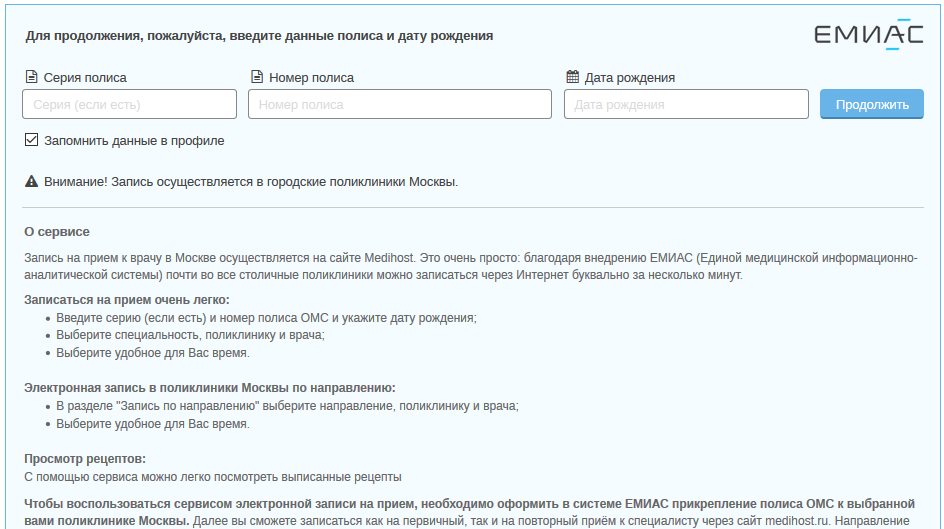 Для продолжения, пожалуйста, введите данные полиса и дату рождения
ЕМИАС
Серия полиса
Номер полиса
Дата рождения
Серия (если есть)
Номер полиса
Дата рождения
Продолжить
Запомнить данные в профиле
Внимание! Запись осуществляется в городские поликлиники Москвы.
О сервисе
Запись на прием к врачу в Москве осуществляется на сайте Medihost. Это очень просто: благодаря внедрению ЕМИАС (Единой медицинской информационно-
аналитической системы) почти во все столичные поликлиники можно записаться через Интернет буквально за несколько минут.
Записаться на прием очень легко:
• Введите серию (если есть) и номер полиса ОМС и укажите дату рождения;
• Выберите специальность, поликлинику и врача;
• Выберите удобное для Вас время.
Электронная запись в поликлиники Москвы по направлению:
• В разделе "Запись по направлению" выберите направление, поликлинику и врача;
• Выберите удобное для Вас время.
Просмотр рецептов:
С помощью сервиса можно легко посмотреть выписанные рецепты
Чтобы воспользоваться сервисом электронной записи на прием, необходимо оформить в системе ЕМИАС прикрепление полиса ОМС к выбранной
вами поликлинике Москвы. Далее вы сможете записаться как на первичный, так и на повторный приём к специалисту через сайт medihost.ru. Направление